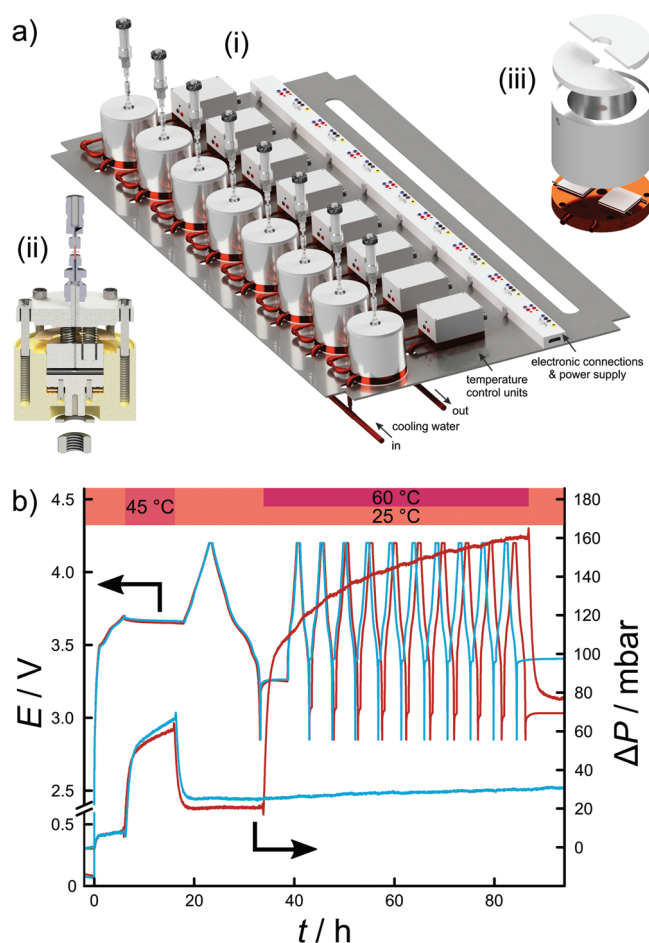 a)
(i)
(iii)
(ii)
electronic connections
& power supply
temperature
control units
out
cooling water
in
b)
45 °C
60 °C
25 °C
4.5
4.0
3.5
3.0
2.5
0.5
0
E / V
180
160
140
120
100
80
60
40
20
0
ΔP / mbar
0
20
40
60
80
t / h